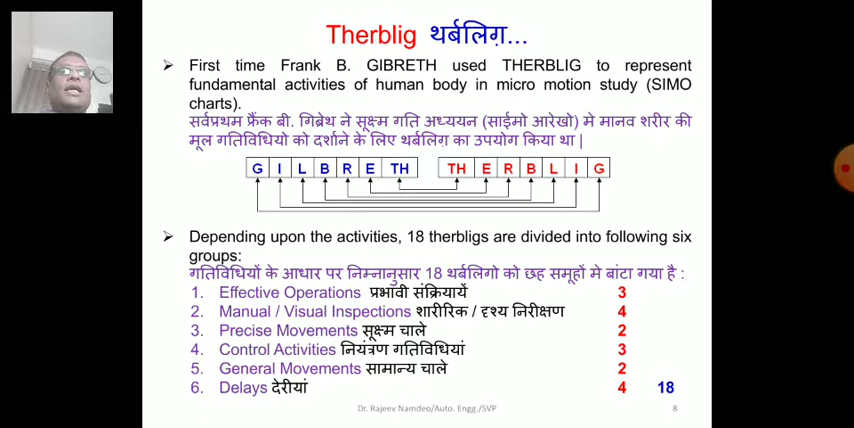 Therblig थर्बलिग़...
➢ First time Frank B. GIBRETH used THERBLIG to represent
fundamental activities of human body in micro motion study (SIMO
charts).
सर्वप्रथम फ्रैंक बी. गिब्रेथ ने सूक्ष्म गति अध्ययन (साईमो आरेखो) मे मानव शरीर की
मूल गतिविधियो को दर्शाने के लिए थर्बलिग़ का उपयोग किया था |
G I L B R E TH TH E R B L I G
➢ Depending upon the activities, 18 therbligs are divided into following six
groups:
गतिविधियों के आधार पर निम्नानुसार 18 थर्बलिगो को छह समूहों मे बांटा गया है :
1. Effective Operations प्रभावी संक्रियायें 3
2. Manual / Visual Inspections शारीरिक / दृश्य निरीक्षण 4
3. Precise Movements सूक्ष्म चाले 2
4. Control Activities नियंत्रण गतिविधियां 3
5. General Movements सामान्य चाले 2
6. Delays देरीयां 4 18
Dr. Rajeev Namdeo/Auto. Engg./SVP 8